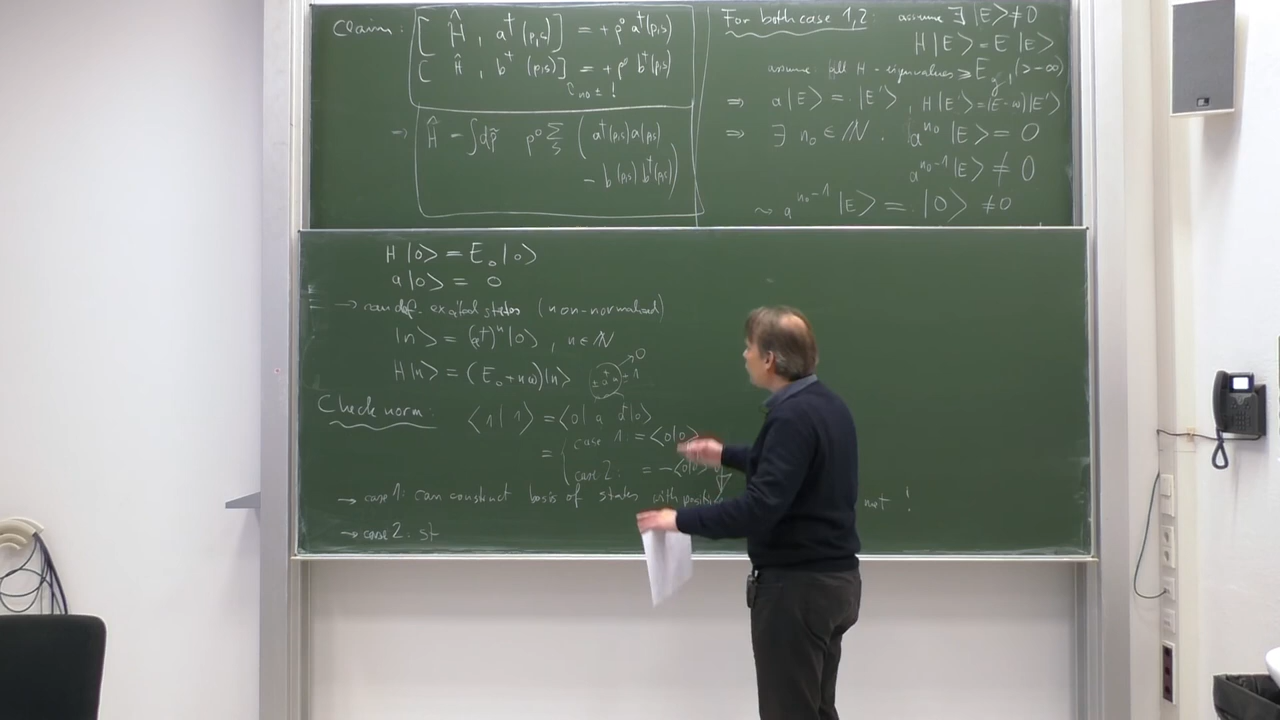 Claim: [Ĥ, a†(p,s)] = +p⁰ a†(p,s)
[Ĥ, b†(p,s)] = +p⁰ b†(p,s)
no ± !
⇒ Ĥ = ∫dp̃ p⁰ Σ_s (a†(p,s)a(p,s)
− b(p,s)b†(p,s))
For both case 1,2: assume ∃ |E> ≠ 0
H|E> = E|E>
assume all H-eigenvalues ≥ E_g, (>−∞)
⇒ a|E> = |E'>, H|E'> = (E−ω)|E'>
⇒ ∃ n₀ ∈ ℕ. a^{n₀}|E> = 0
a^{n₀−1}|E> ≠ 0
~ a^{n₀−1}|E> = |0> ≠ 0
H|0> = E₀|0>
a|0> = 0
→ can def. excited states (non-normalized)
|n> = (a†)ⁿ|0>, n∈ℕ
H|n> = (E₀+nω)|n>
Check norm: <1|1> = <0|a a†|0>
= { case 1: = <0|0>
case 2: = −<0|0>
→ case 1: can construct basis of states with
→ case 2: st